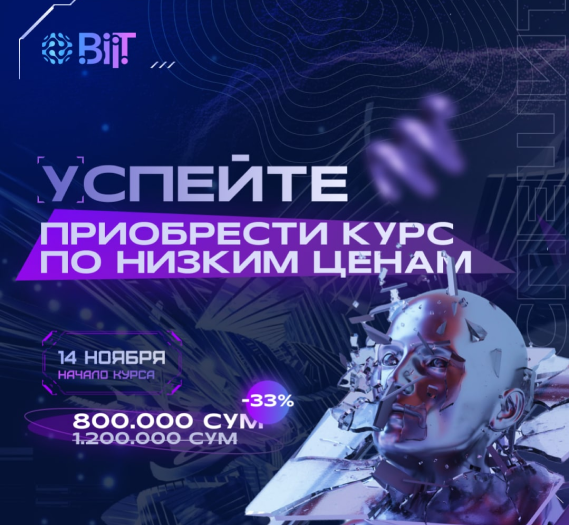 BiiT
УСПЕЙТЕ
ПРИОБРЕСТИ КУРС
ПО НИЗКИМ ЦЕНАМ
14 НОЯБРЯ
НАЧАЛО КУРСА
-33%
800.000 СУМ
1.200.000 СУМ